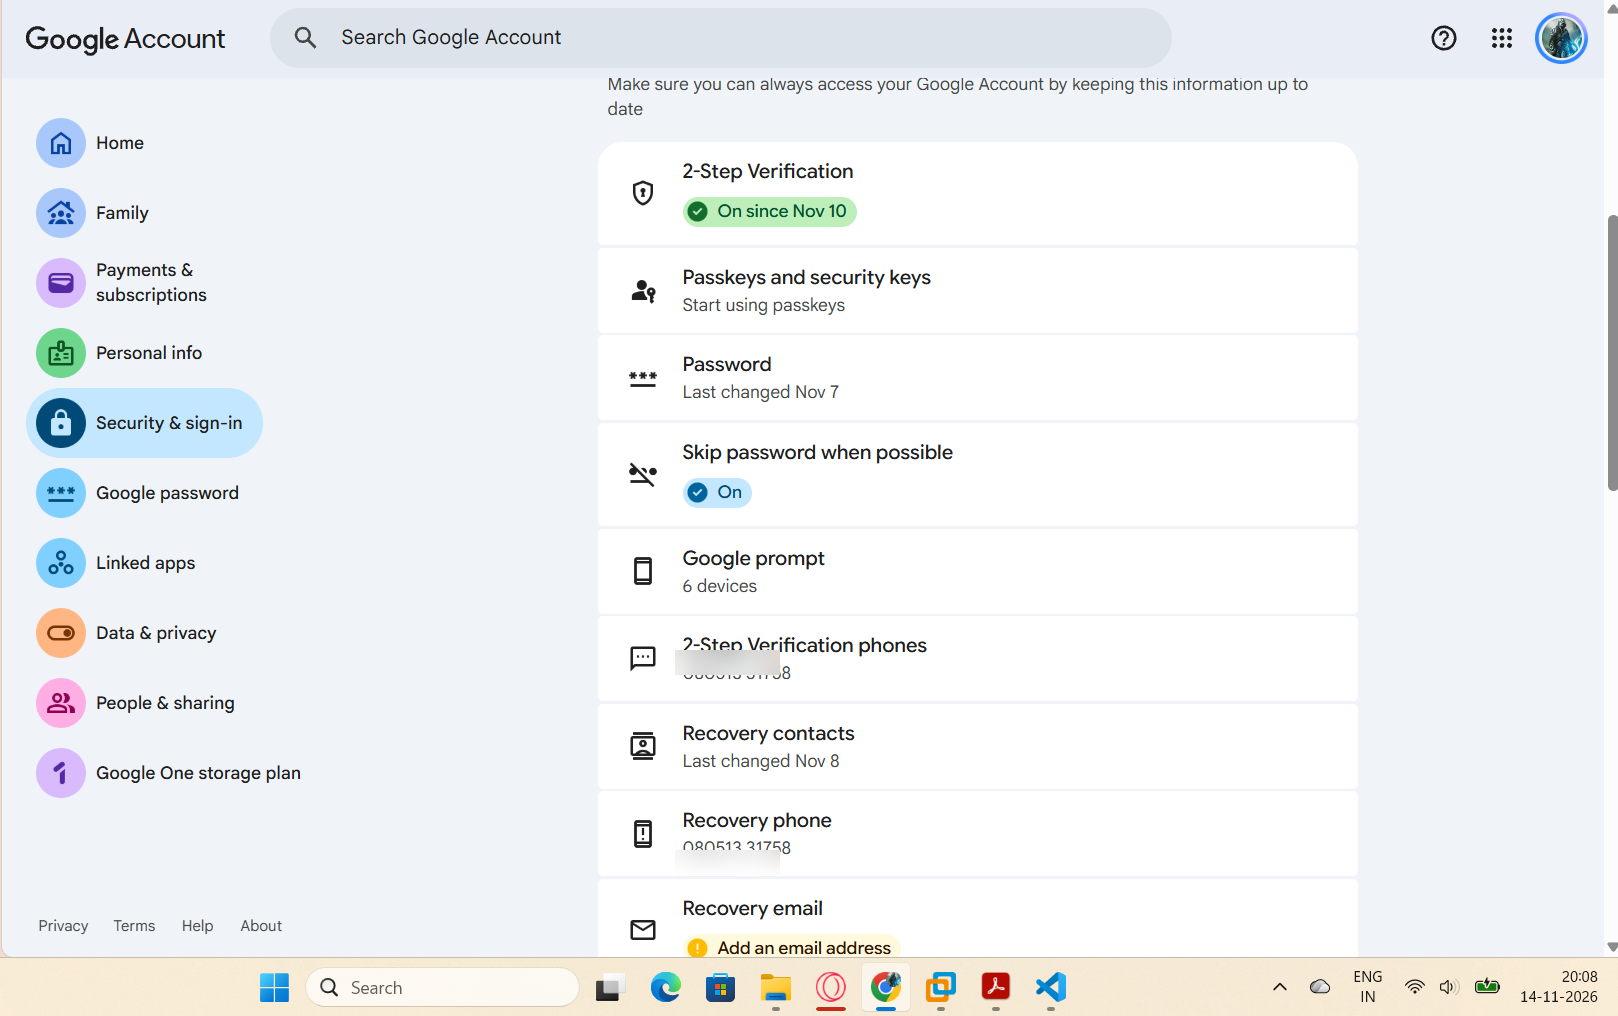 Google Account
Search Google Account
Make sure you can always access your Google Account by keeping this information up to
date
Home
Family
Payments &
subscriptions
Personal info
Security & sign-in
Google password
Linked apps
Data & privacy
People & sharing
Google One storage plan
Privacy Terms Help About
2-Step Verification
On since Nov 10
Passkeys and security keys
Start using passkeys
Password
Last changed Nov 7
Skip password when possible
On
Google prompt
6 devices
2-Step Verification phones
Recovery contacts
Last changed Nov 8
Recovery phone
080513 31758
Recovery email
Add an email address
Search
ENG
IN
20:08
14-11-2026